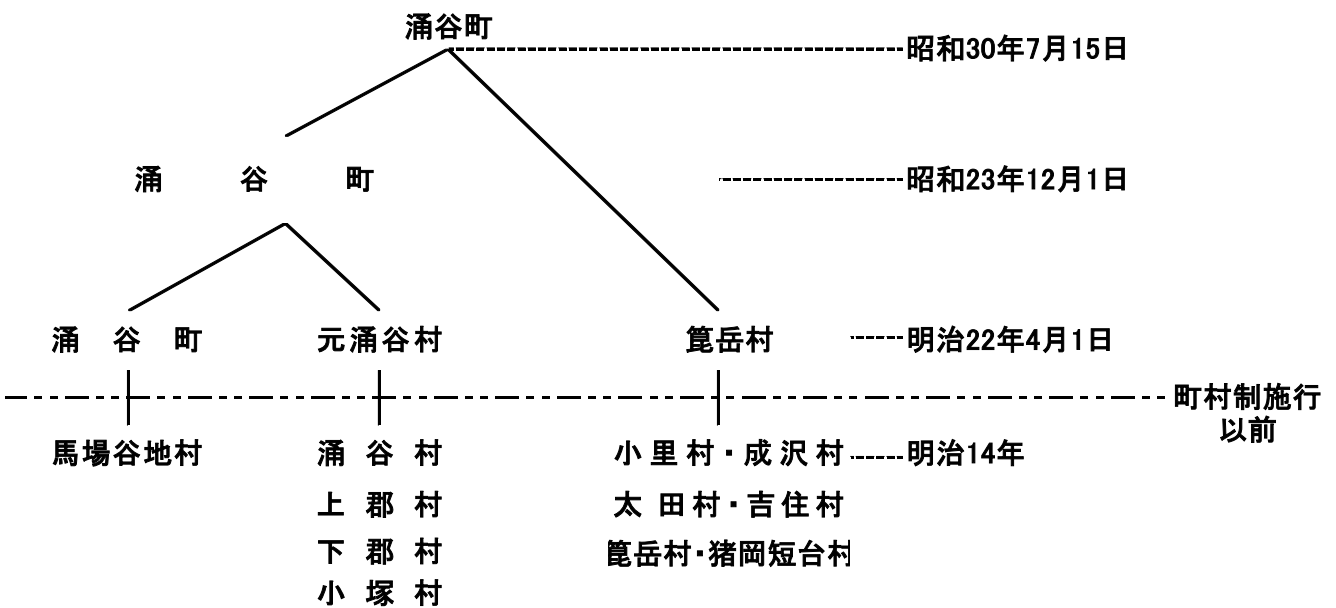 涌谷町
昭和30年7月15日
涌谷町
昭和23年12月1日
涌谷町 元涌谷村 箟岳村 明治22年4月1日
町村制施行
以前
馬場谷地村 涌谷村 小里村・成沢村 明治14年
上郡村 太田村・吉住村
下郡村 箟岳村・猪岡短台村
小塚村